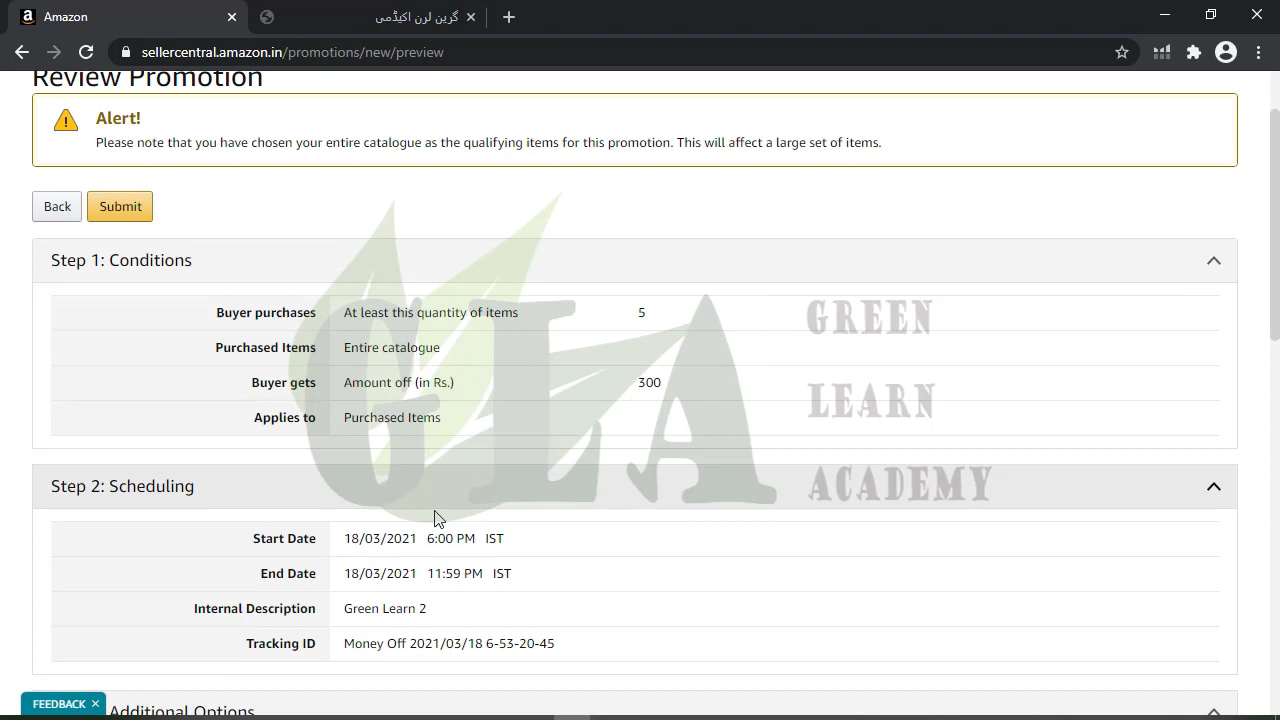 Amazon
گرین لرن اکیڈمی
sellercentral.amazon.in/promotions/new/preview
Review Promotion
Alert!
Please note that you have chosen your entire catalogue as the qualifying items for this promotion. This will affect a large set of items.
Back Submit
Step 1: Conditions
Buyer purchases At least this quantity of items 5
Purchased Items Entire catalogue
Buyer gets Amount off (in Rs.) 300
Applies to Purchased Items
GLA
GREEN
LEARN
ACADEMY
Step 2: Scheduling
Start Date 18/03/2021 6:00 PM IST
End Date 18/03/2021 11:59 PM IST
Internal Description Green Learn 2
Tracking ID Money Off 2021/03/18 6-53-20-45
FEEDBACK
Additional Options